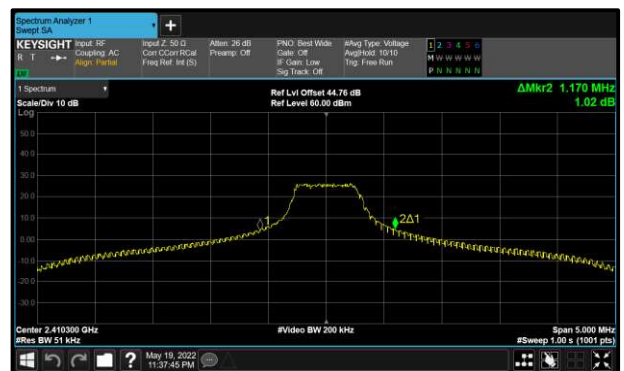 Spectrum Analyzer 1
Swept SA
+
KEYSIGHT Input: RF Input Z: 50 Ω Atten: 26 dB PNO: Best Wide #Avg Type: Voltage 1 2 3 4 5 6
R T Coupling: AC Corr CCorr RCal Preamp: Off Gate: Off Avg|Hold: 10/10 M W W W W W
Align: Partial Freq Ref: Int (S) IF Gain: Low Trig: Free Run
Sig Track: Off P N N N N N
1 Spectrum ΔMkr2 1.170 MHz
Ref Lvl Offset 44.76 dB
Scale/Div 10 dB Ref Level 60.00 dBm 1.02 dB
Log
50.0
40.0
30.0
20.0
10.0
0.00
-10.0
-20.0
-30.0
1
2Δ1
Center 2.410300 GHz #Video BW 200 kHz Span 5.000 MHz
#Res BW 51 kHz #Sweep 1.00 s (1001 pts)
? May 19, 2022
11:37:45 PM